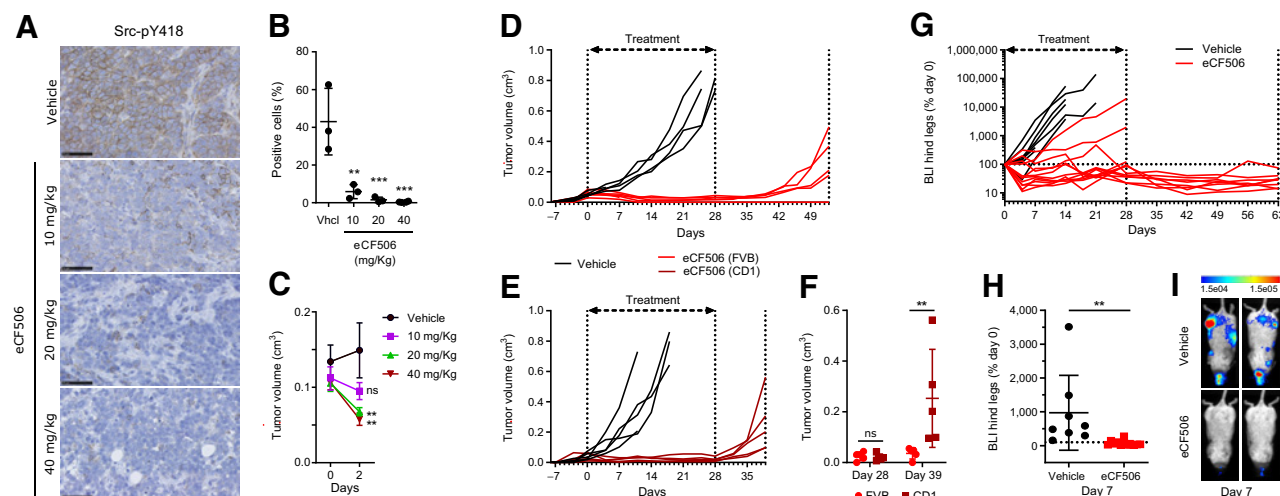 A
Src-pY418
Vehicle
eCF506
10 mg/kg
20 mg/kg
40 mg/kg
B
Positive cells (%)
80
60
40
20
0
**
***
***
Vhcl
10
20
40
eCF506
(mg/Kg)
C
Tumor volume (cm³)
0.2
0.1
0.0
Vehicle
10 mg/Kg
20 mg/Kg
40 mg/Kg
ns
**
**
0
2
Days
D
Treatment
Tumor volume (cm³)
1.0
0.8
0.6
0.4
0.2
0.0
–7
0
7
14
21
28
35
42
49
Days
Vehicle
eCF506 (FVB)
eCF506 (CD1)
E
Treatment
Tumor volume (cm³)
1.0
0.8
0.6
0.4
0.2
0.0
–7
0
7
14
21
28
35
Days
F
Tumor volume (cm³)
0.6
0.4
0.2
0.0
ns
**
Day 28
Day 39
FVB
CD1
G
Treatment
Vehicle
eCF506
BLI hind legs (% day 0)
1,000,000
100,000
10,000
1,000
100
10
0
7
14
21
28
35
42
49
56
63
Days
H
BLI hind legs (% day 0)
4,000
3,000
2,000
1,000
0
**
Vehicle
eCF506
Day 7
I
1.5e04
1.5e05
Vehicle
eCF506
Day 7